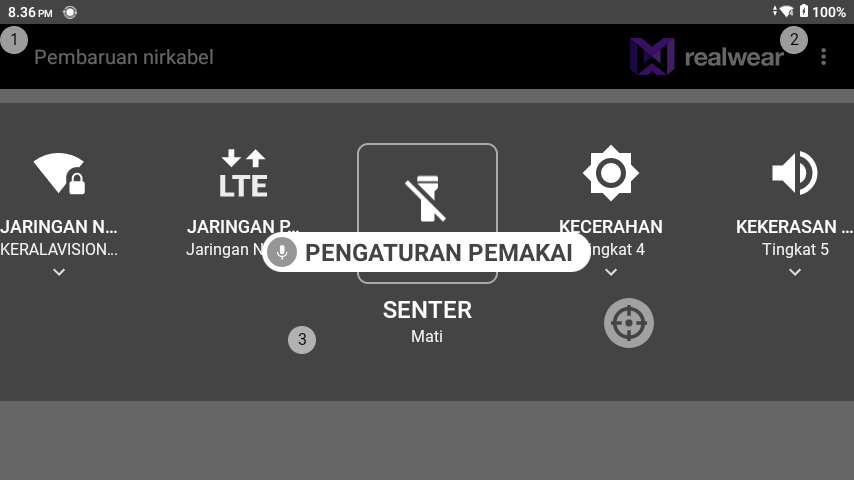 8.36 PM
100%
1
2
Pembaruan nirkabel
realwear
LTE
JARINGAN N...
JARINGAN P...
KECERAHAN
KEKERASAN ...
KERALAVISION...
Jaringan N
ingkat 4
Tingkat 5
PENGATURAN PEMAKAI
SENTER
Mati
3